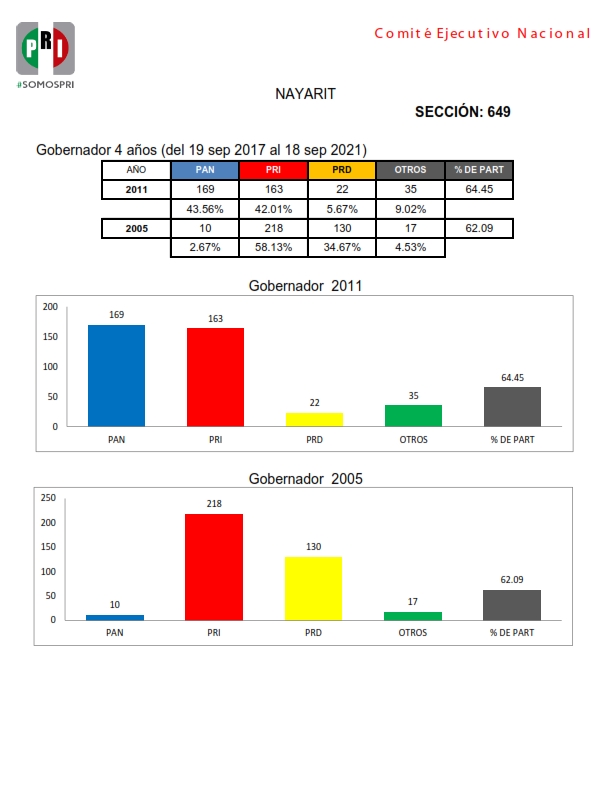 Comité Ejecutivo Nacional
PRI
#SOMOSPRI
NAYARIT
SECCIÓN: 649
Gobernador 4 años (del 19 sep 2017 al 18 sep 2021)
AÑO PAN PRI PRD OTROS % DE PART
2011 169 163 22 35 64.45
43.56% 42.01% 5.67% 9.02%
2005 10 218 130 17 62.09
2.67% 58.13% 34.67% 4.53%
Gobernador 2011
200
150
100
50
0
169
163
22
35
64.45
PAN PRI PRD OTROS % DE PART
Gobernador 2005
250
200
150
100
50
0
10
218
130
17
62.09
PAN PRI PRD OTROS % DE PART